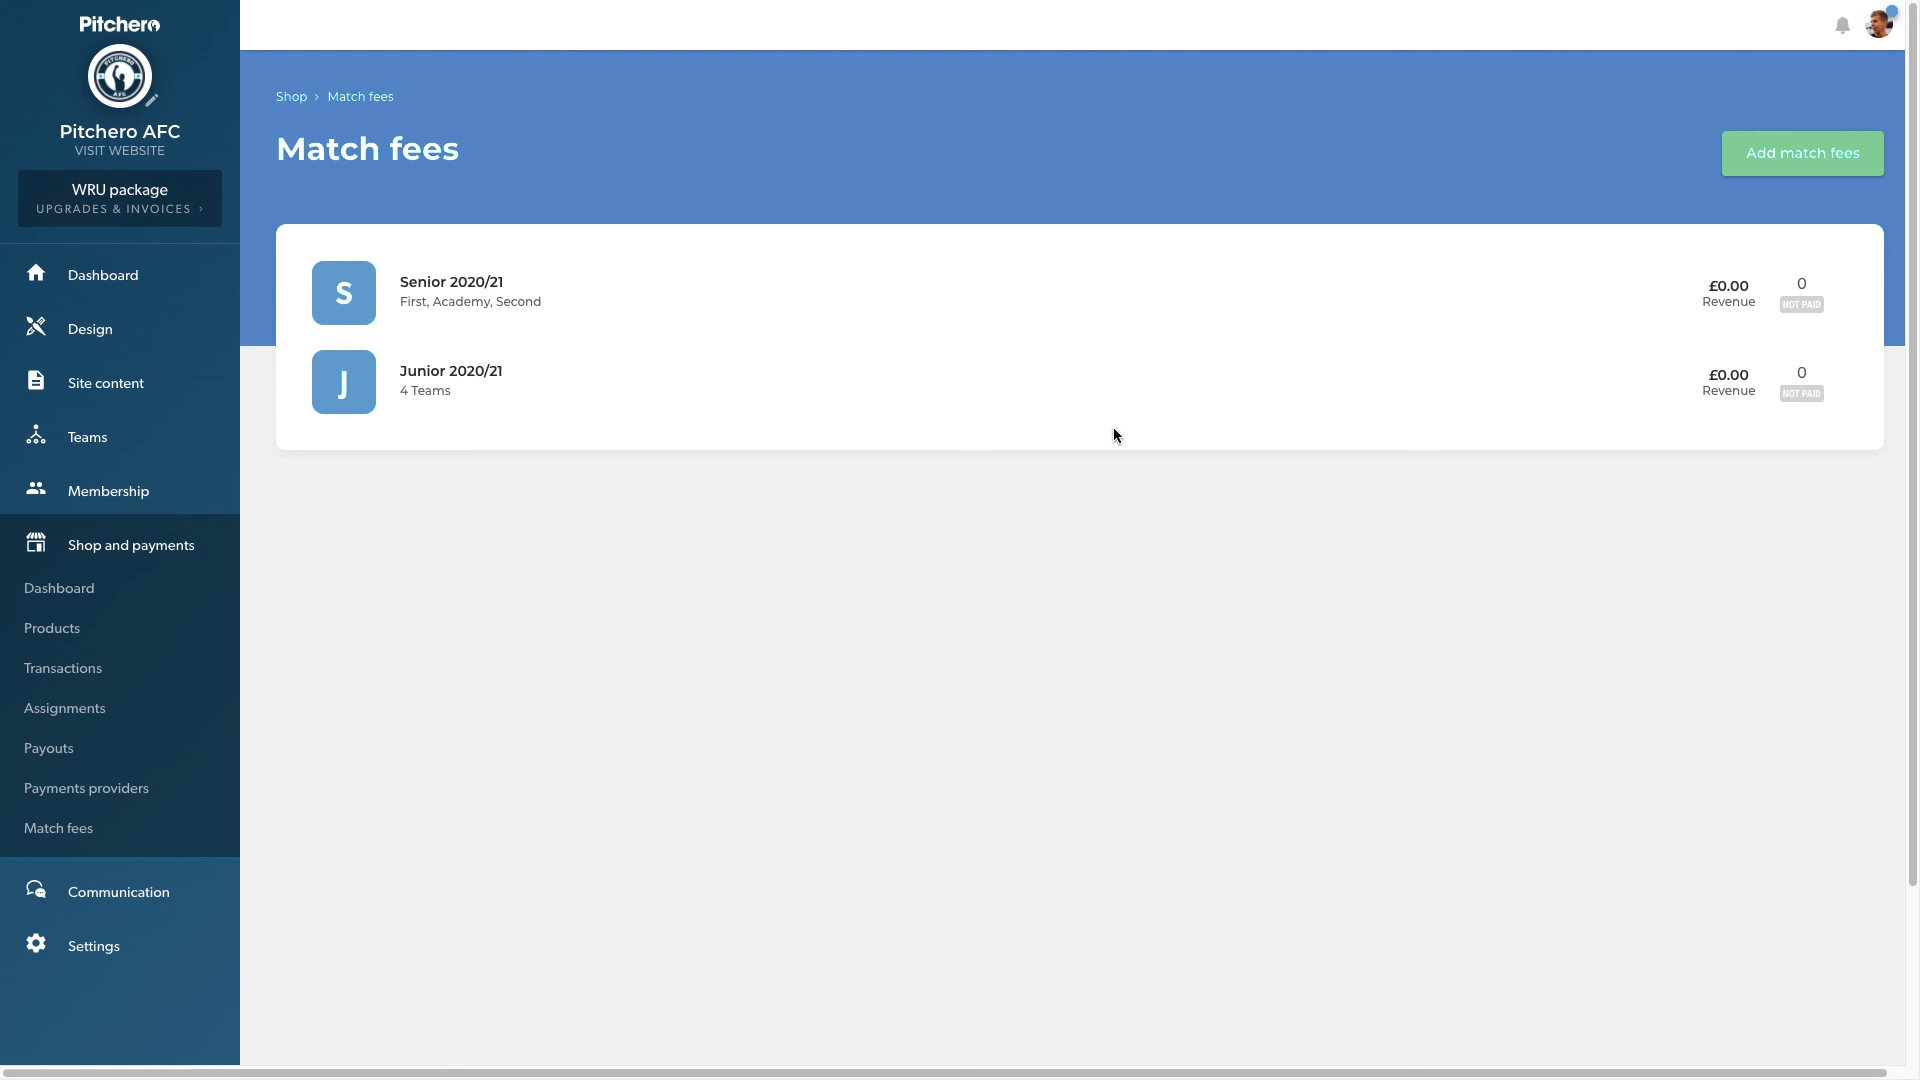 Pitchero
Pitchero AFC
VISIT WEBSITE
WRU package
UPGRADES & INVOICES ›
Dashboard
Design
Site content
Teams
Membership
Shop and payments
Dashboard
Products
Transactions
Assignments
Payouts
Payments providers
Match fees
Communication
Settings
Shop › Match fees
Match fees
Add match fees
S
Senior 2020/21
First, Academy, Second
£0.00
Revenue
0
NOT PAID
J
Junior 2020/21
4 Teams
£0.00
Revenue
0
NOT PAID